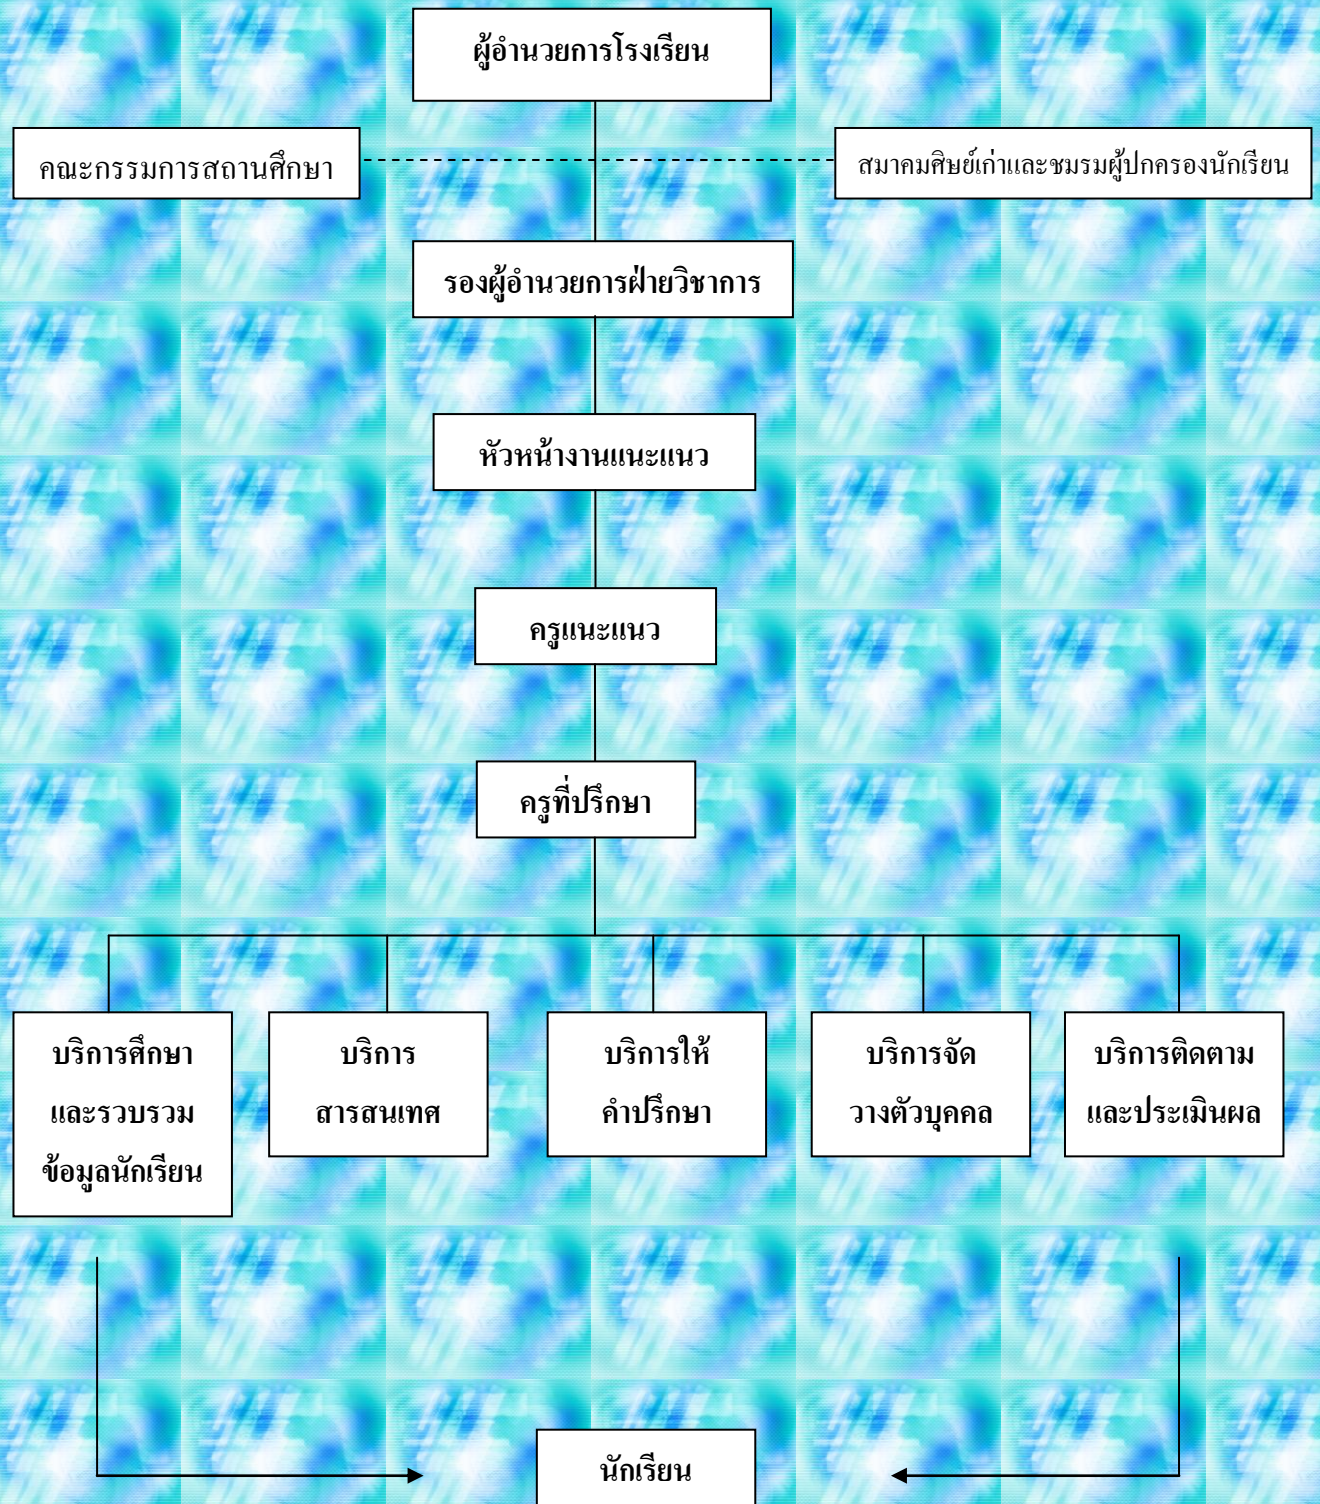 ผู้อำนวยการโรงเรียน
คณะกรรมการสถานศึกษา
สมาคมศิษย์เก่าและชมรมผู้ปกครองนักเรียน
รองผู้อำนวยการฝ่ายวิชาการ
หัวหน้างานแนะแนว
ครูแนะแนว
ครูที่ปรึกษา
บริการศึกษา
และรวบรวม
ข้อมูลนักเรียน
บริการ
สารสนเทศ
บริการให้
คำปรึกษา
บริการจัด
วางตัวบุคคล
บริการติดตาม
และประเมินผล
นักเรียน